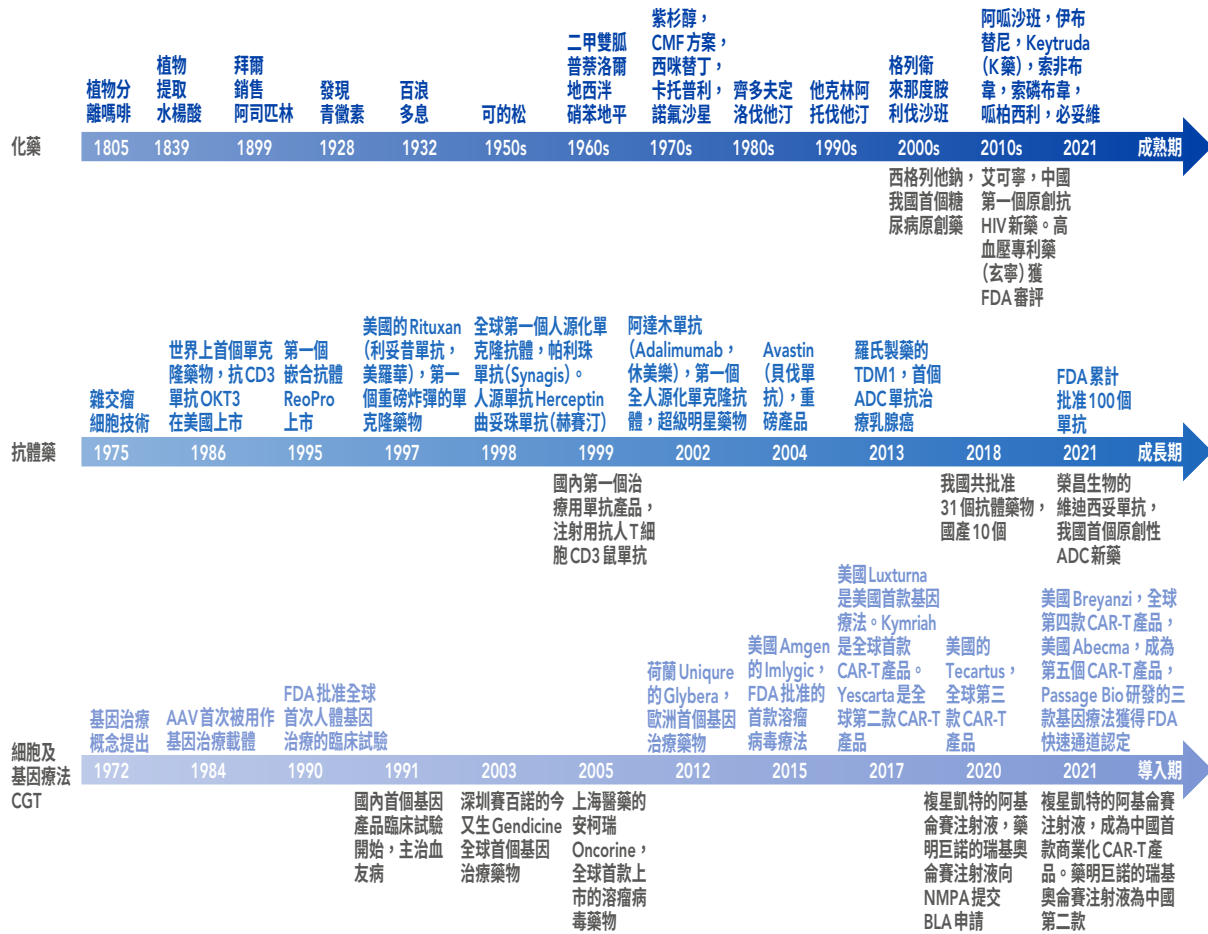 植物分
離嗎啡
植物
提取
水楊酸
拜爾
銷售
阿司匹林
發現
青黴素
百浪
多息
可的松
二甲雙胍
普萘洛爾
地西泮
硝苯地平
紫杉醇，
CMF方案，
西咪替丁，
卡托普利，
諾氟沙星
齊多夫定
洛伐他汀
他克林阿
托伐他汀
格列衛
來那度胺
利伐沙班
阿呱沙班，伊布
替尼，Keytruda
(K藥)，索非布
韋，索磷布韋，
呱柏西利，必妥維
化藥
1805 1839 1899 1928 1932 1950s 1960s 1970s 1980s 1990s 2000s 2010s 2021 成熟期
西格列他鈉，
我國首個糖
尿病原創藥
艾可寧，中國
第一個原創抗
HIV新藥。高
血壓專利藥
(玄寧)獲
FDA審評
雜交瘤
細胞技術
世界上首個單克
隆藥物，抗CD3
單抗OKT3
在美國上市
第一個
嵌合抗體
ReoPro
上市
美國的Rituxan
(利妥昔單抗，
美羅華)，第一
個重磅炸彈的單
克隆藥物
全球第一個人源化單
克隆抗體，帕利珠
單抗(Synagis)。
人源單抗Herceptin
曲妥珠單抗(赫賽汀)
阿達木單抗
(Adalimumab，
休美樂)，第一個
全人源化單克隆抗
體，超級明星藥物
Avastin
(貝伐單
抗)，重
磅產品
羅氏製藥的
TDM1，首個
ADC單抗治
療乳腺癌
FDA累計
批准100個
單抗
抗體藥
1975 1986 1995 1997 1998 1999 2002 2004 2013 2018 2021 成長期
國內第一個治
療用單抗產品，
注射用抗人T細
胞CD3鼠單抗
我國共批准
31個抗體藥物，
國產10個
榮昌生物的
維迪西妥單抗，
我國首個原創性
ADC新藥
基因治療
概念提出
AAV首次被用作
基因治療載體
FDA批准全球
首次人體基因
治療的臨床試驗
荷蘭Uniqure
的Glybera，
歐洲首個基因
治療藥物
美國Amgen
的Imlygic，
FDA批准的
首款溶瘤
病毒療法
美國Luxturna
是美國首款基因
療法。Kymriah
是全球首款
CAR-T產品。
Yescarta是全
球第二款CAR-T
產品
美國的
Tecartus，
全球第三
款CAR-T
產品
美國Breyanzi，全球
第四款CAR-T產品，
美國Abecma，成為
第五個CAR-T產品，
Passage Bio研發的三
款基因療法獲得FDA
快速通道認定
細胞及
基因療法
CGT
1972 1984 1990 1991 2003 2005 2012 2015 2017 2020 2021 導入期
國內首個基因
產品臨床試驗
開始，主治血
友病
深圳賽百諾的今
又生Gendicine
全球首個基因
治療藥物
上海醫藥的
安柯瑞
Oncorine，
全球首款上
市的溶瘤病
毒藥物
複星凱特的阿基
侖賽注射液，藥
明巨諾的瑞基奧
侖賽注射液向
NMPA提交
BLA申請
複星凱特的阿基侖賽
注射液，成為中國首
款商業化CAR-T產
品。藥明巨諾的瑞基
奧侖賽注射液為中國
第二款